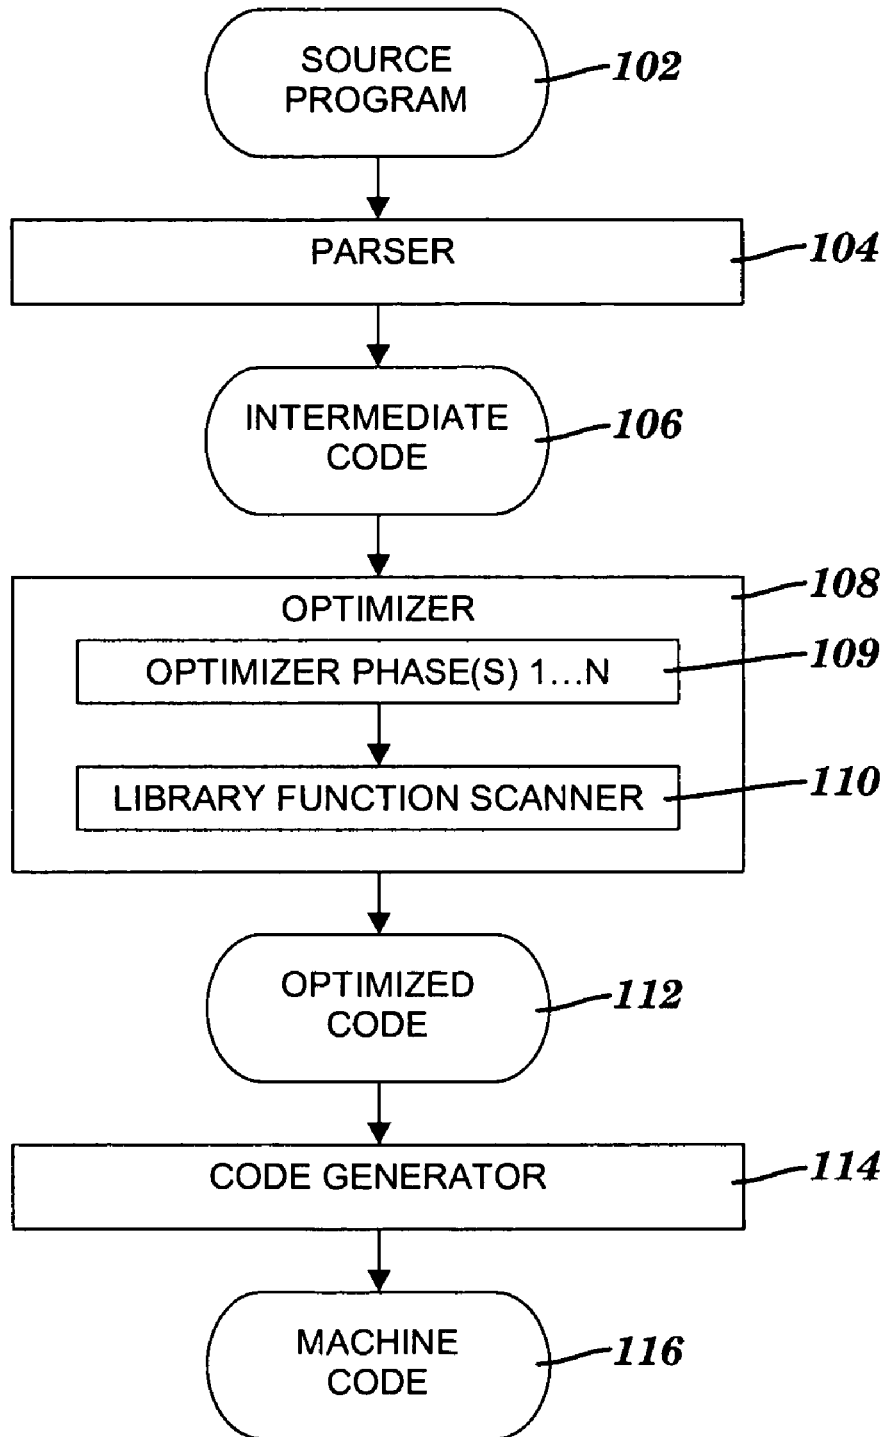 SOURCE
PROGRAM
102
PARSER
104
INTERMEDIATE
CODE
106
108
OPTIMIZER
OPTIMIZER PHASE(S) 1...N
109
LIBRARY FUNCTION SCANNER
110
OPTIMIZED
CODE
112
CODE GENERATOR
114
MACHINE
CODE
116